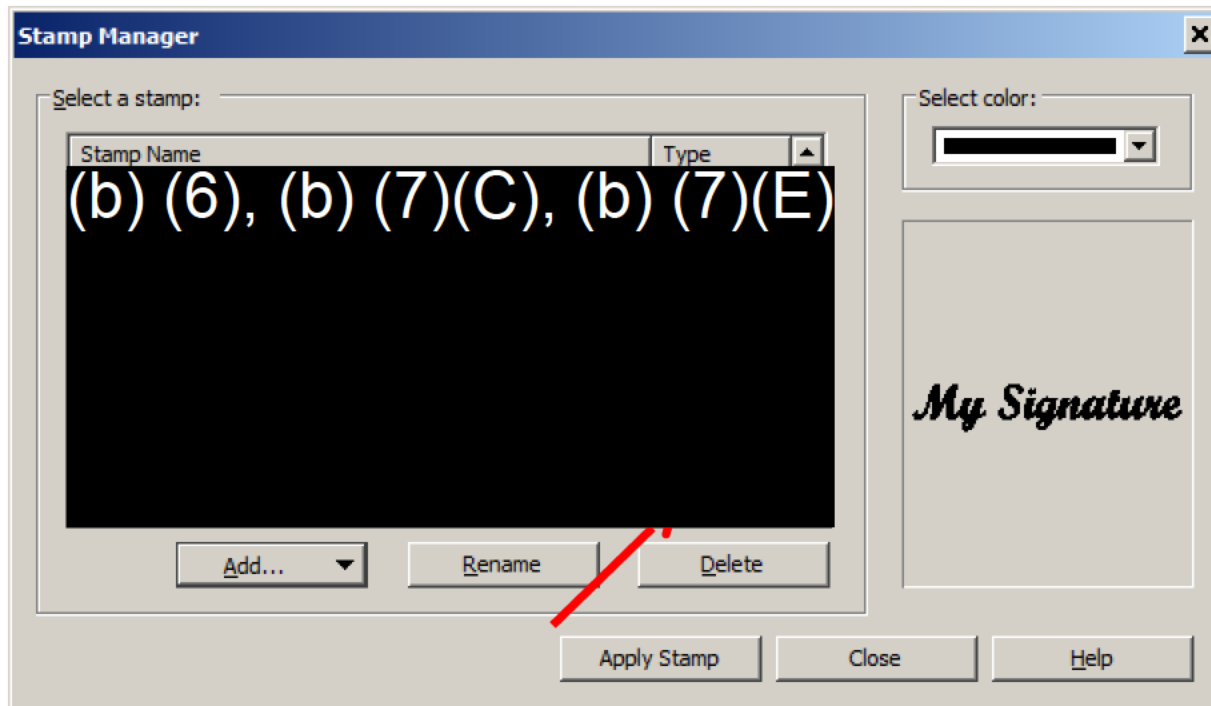 Stamp Manager
Select a stamp:
Select color:
Stamp Name Type
(b) (6), (b) (7)(C), (b) (7)(E)
My Signature
Add... Rename Delete
Apply Stamp Close Help